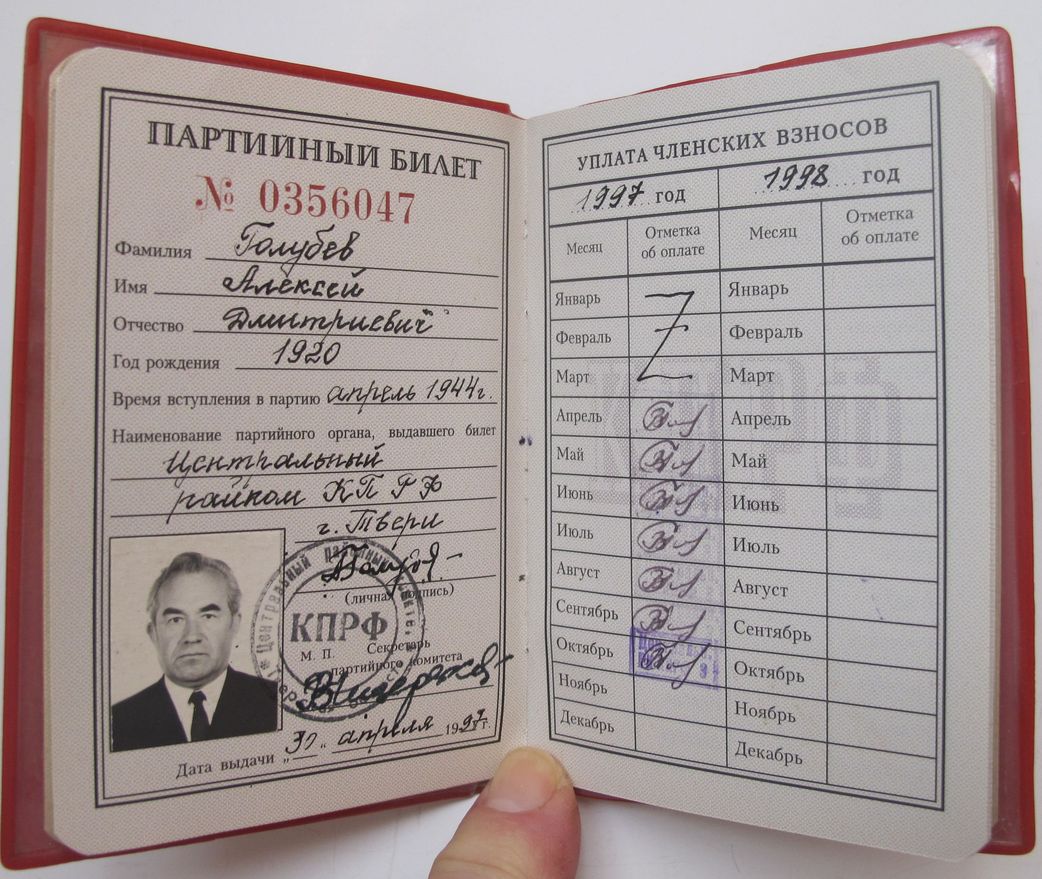 ПАРТИЙНЫЙ БИЛЕТ
№ 0356047
Фамилия Голубев
Имя Алексей
Отчество Дмитриевич
Год рождения 1920
Время вступления в партию апрель 1944г.
Наименование партийного органа, выдавшего билет
Центральный
райком КПРФ
г. Твери
(личная подпись)
КПРФ
М. П. Секретарь
партийного комитета
Дата выдачи „30" апреля 1997 г.
УПЛАТА ЧЛЕНСКИХ ВЗНОСОВ
1997 год 1998 год
Месяц Отметка об оплате Месяц Отметка об оплате
Январь Январь
Февраль Февраль
Март Март
Апрель Апрель
Май Май
Июнь Июнь
Июль Июль
Август Август
Сентябрь Сентябрь
Октябрь Октябрь
Ноябрь Ноябрь
Декабрь Декабрь